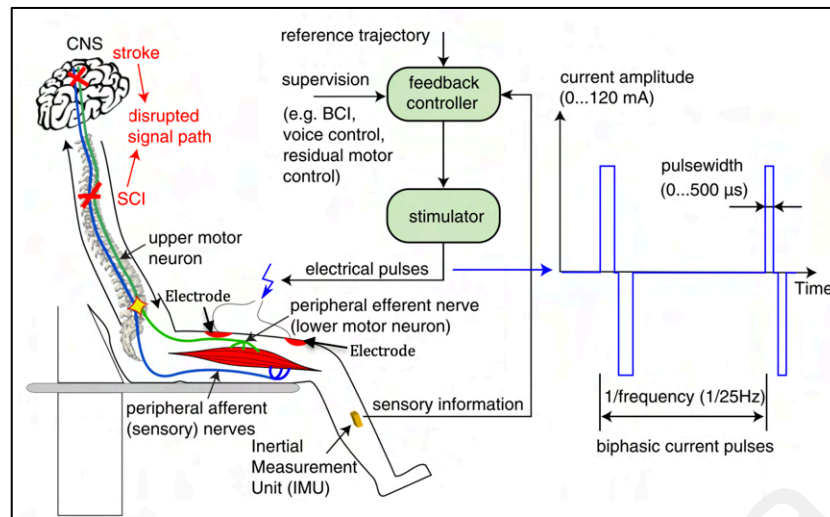 CNS
stroke
disrupted
signal path
SCI
upper motor
neuron
Electrode
peripheral efferent nerve
(lower motor neuron)
Electrode
peripheral afferent
(sensory) nerves
Inertial
Measurement
Unit (IMU)
reference trajectory
supervision
(e.g. BCI,
voice control,
residual motor
control)
feedback
controller
stimulator
electrical pulses
sensory information
current amplitude
(0...120 mA)
pulsewidth
(0...500 µs)
Time
1/frequency (1/25Hz)
biphasic current pulses